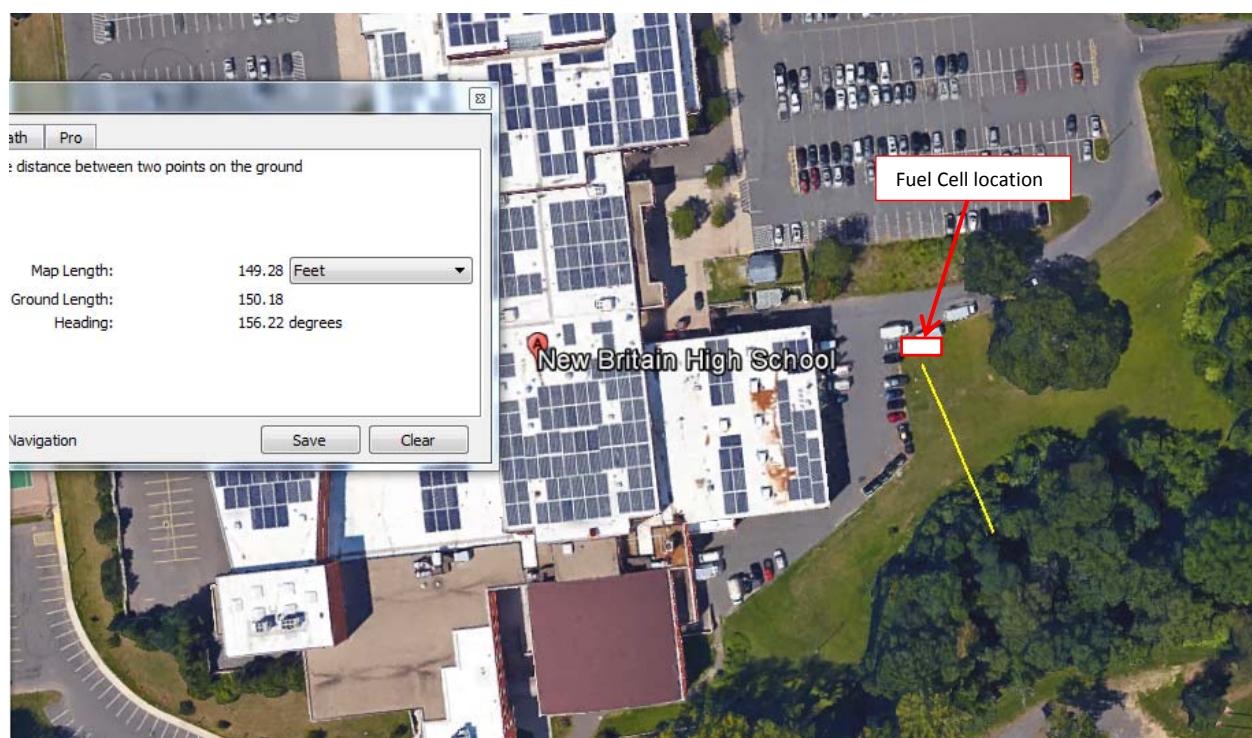 ath Pro
e distance between two points on the ground
Map Length: 149.28 Feet
Ground Length: 150.18
Heading: 156.22 degrees
Navigation Save Clear
Fuel Cell location
A
New Britain High School